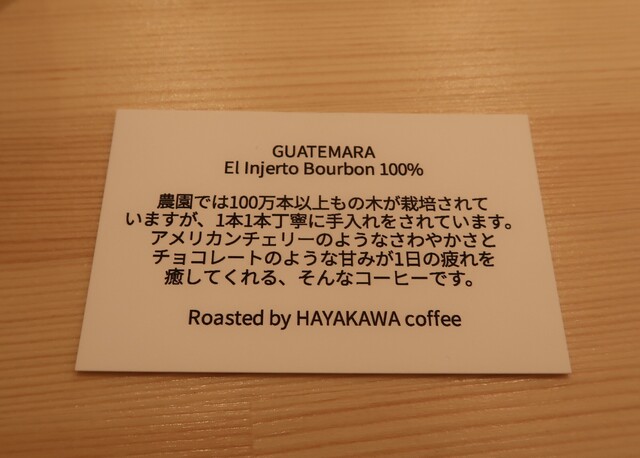 GUATEMARA
El Injerto Bourbon 100%
農園では100万本以上もの木が栽培されて
いますが、1本1本丁寧に手入れをされています。
アメリカンチェリーのようなさわやかさと
チョコレートのような甘みが1日の疲れを
癒してくれる、そんなコーヒーです。
Roasted by HAYAKAWA coffee